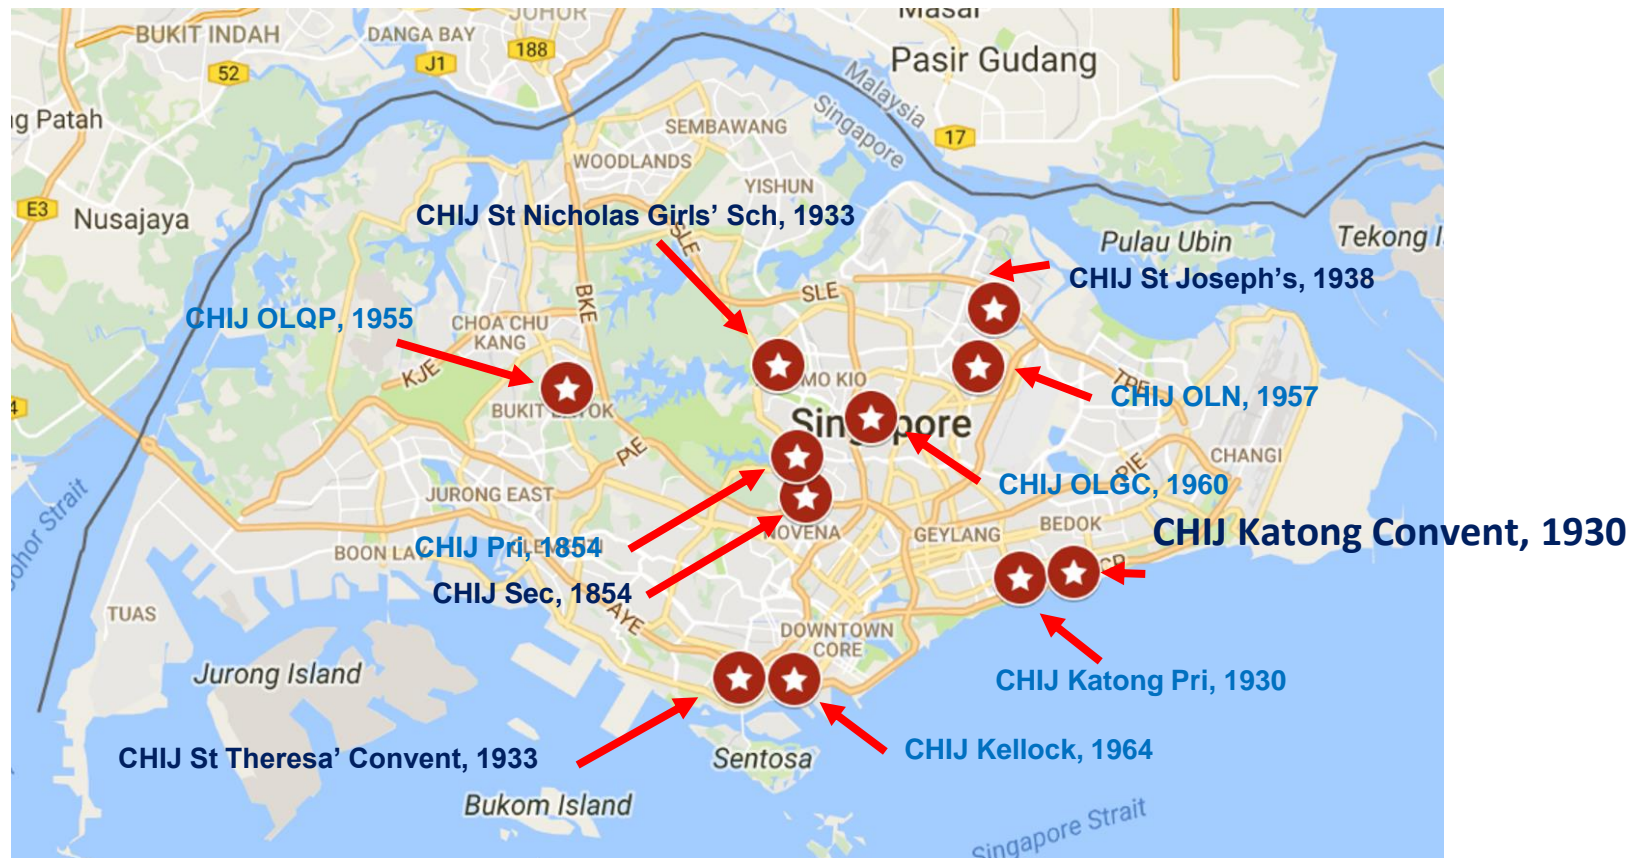 JOHOR
Masai
BUKIT INDAH
DANGA BAY
188
J1
52
Pasir Gudang
Malaysia
Singapore
17
ng Patah
SEMBAWANG
WOODLANDS
YISHUN
E3
Nusajaya
CHIJ St Nicholas Girls’ Sch, 1933
SLE
Pulau Ubin
Tekong I
CHIJ St Joseph’s, 1938
BKE
SLE
CHIJ OLQP, 1955
CHOA CHU
KANG
KJE
MO KIO
TPE
CHIJ OLN, 1957
4
BUKIT
Singapore
PIE
PIE
CHANGI
JURONG EAST
CHIJ OLGC, 1960
ohor Strait
BEDOK
GEYLANG
NOVENA
CHIJ Katong Convent, 1930
BOON LA
CHIJ Pri, 1854
CHIJ Sec, 1854
TUAS
AYE
DOWNTOWN
CORE
Jurong Island
CHIJ Katong Pri, 1930
CHIJ St Theresa’ Convent, 1933
CHIJ Kellock, 1964
Sentosa
Bukom Island
Singapore Strait